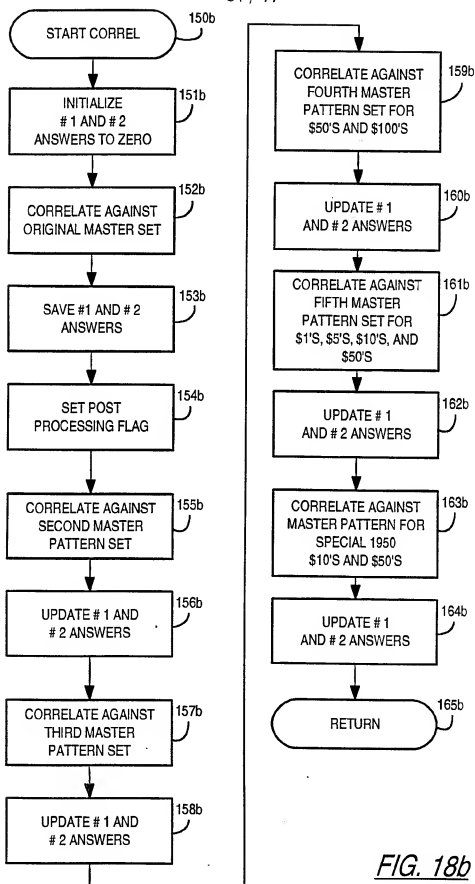 START CORREL
150b
INITIALIZE
# 1 AND # 2
ANSWERS TO ZERO
151b
CORRELATE AGAINST
ORIGINAL MASTER SET
152b
SAVE #1 AND # 2
ANSWERS
153b
SET POST
PROCESSING FLAG
154b
CORRELATE AGAINST
SECOND MASTER
PATTERN SET
155b
UPDATE # 1 AND
# 2 ANSWERS
156b
CORRELATE AGAINST
THIRD MASTER
PATTERN SET
157b
UPDATE # 1 AND
# 2 ANSWERS
158b
CORRELATE AGAINST
FOURTH MASTER
PATTERN SET FOR
$50'S AND $100'S
159b
UPDATE # 1
AND # 2 ANSWERS
160b
CORRELATE AGAINST
FIFTH MASTER
PATTERN SET FOR
$1'S, $5'S, $10'S, AND
$50'S
161b
UPDATE # 1
AND # 2 ANSWERS
162b
CORRELATE AGAINST
MASTER PATTERN FOR
SPECIAL 1950
$10'S AND $50'S
163b
UPDATE # 1
AND # 2 ANSWERS
164b
RETURN
165b
FIG. 18b